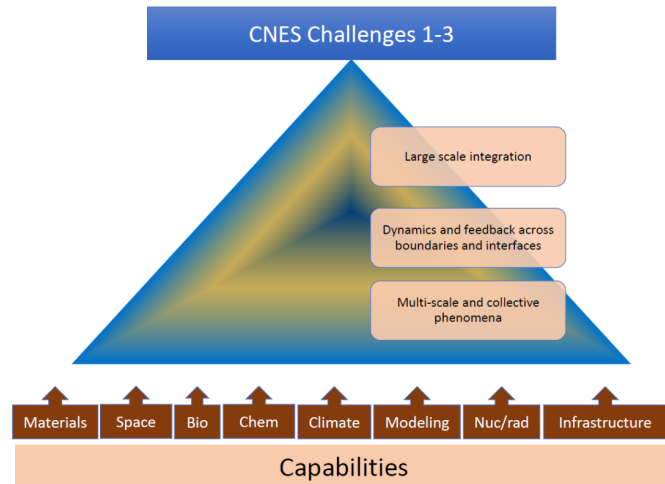 CNES Challenges 1-3
Large scale integration
Dynamics and feedback across
boundaries and interfaces
Multi-scale and collective
phenomena
Materials Space Bio Chem Climate Modeling Nuc/rad Infrastructure
Capabilities